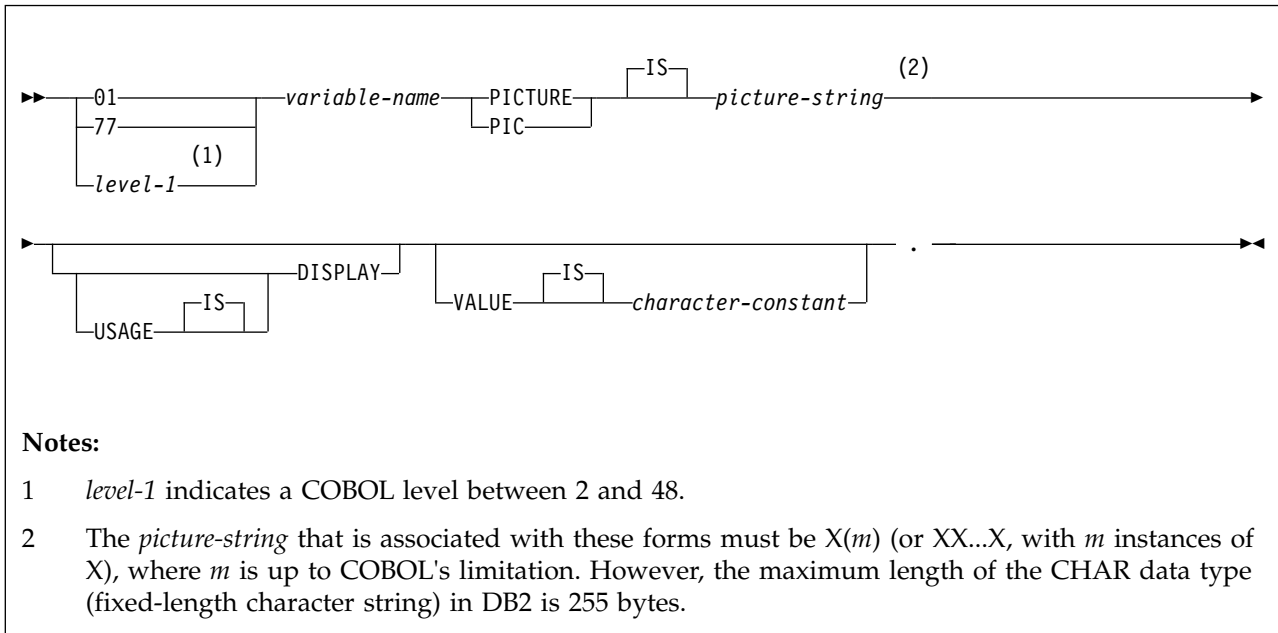 IS (2)
01 variable-name PICTURE picture-string
77 PIC
(1)
level-1
DISPLAY IS .
IS VALUE character-constant
USAGE
Notes:
1 level-1 indicates a COBOL level between 2 and 48.
2 The picture-string that is associated with these forms must be X(m) (or XX...X, with m instances of
X), where m is up to COBOL's limitation. However, the maximum length of the CHAR data type
(fixed-length character string) in DB2 is 255 bytes.